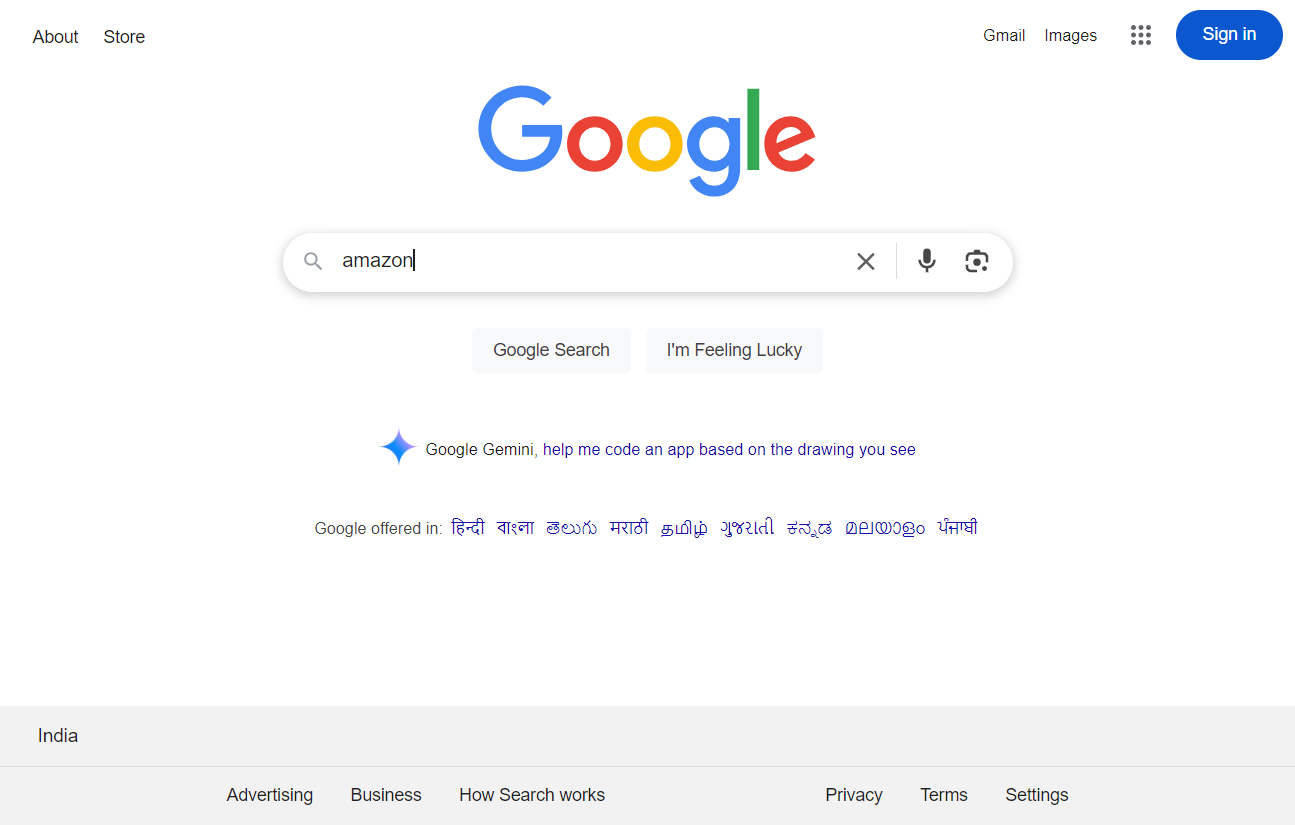 About Store Gmail Images Sign in
Google
amazon
Google Search I'm Feeling Lucky
Google Gemini, help me code an app based on the drawing you see
Google offered in: हिन्दी বাংলা తెలుగు मराठी தமிழ் ગુજરાતી ಕನ್ನಡ മലയാളം ਪੰਜਾਬੀ
India
Advertising Business How Search works Privacy Terms Settings